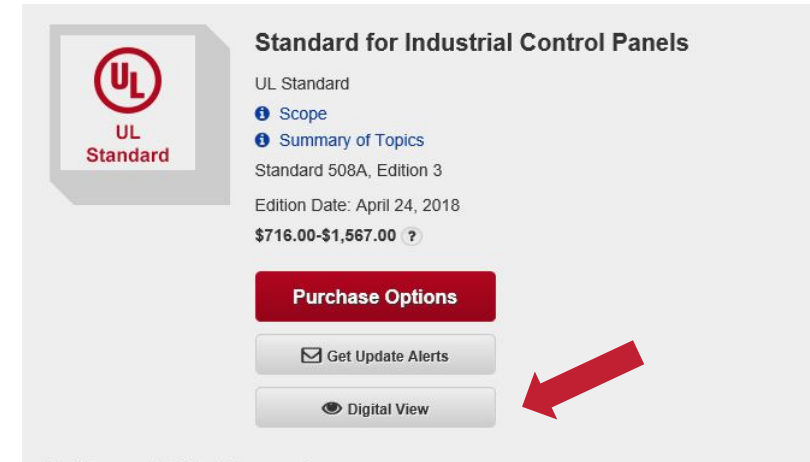 Standard for Industrial Control Panels
UL
UL
Standard
UL Standard
Scope
Summary of Topics
Standard 508A, Edition 3
Edition Date: April 24, 2018
$716.00-$1,567.00 ?
Purchase Options
Get Update Alerts
Digital View